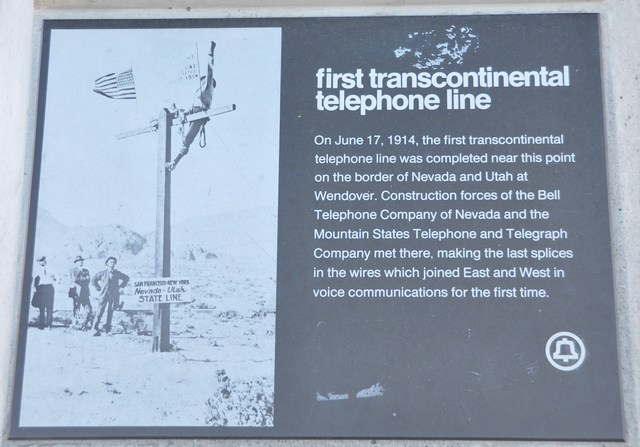 first transcontinental
telephone line
On June 17, 1914, the first transcontinental
telephone line was completed near this point
on the border of Nevada and Utah at
Wendover. Construction forces of the Bell
Telephone Company of Nevada and the
Mountain States Telephone and Telegraph
Company met there, making the last splices
in the wires which joined East and West in
voice communications for the first time.
SAN FRANCISCO-NEW YORK
Nevada - Utah
STATE LINE